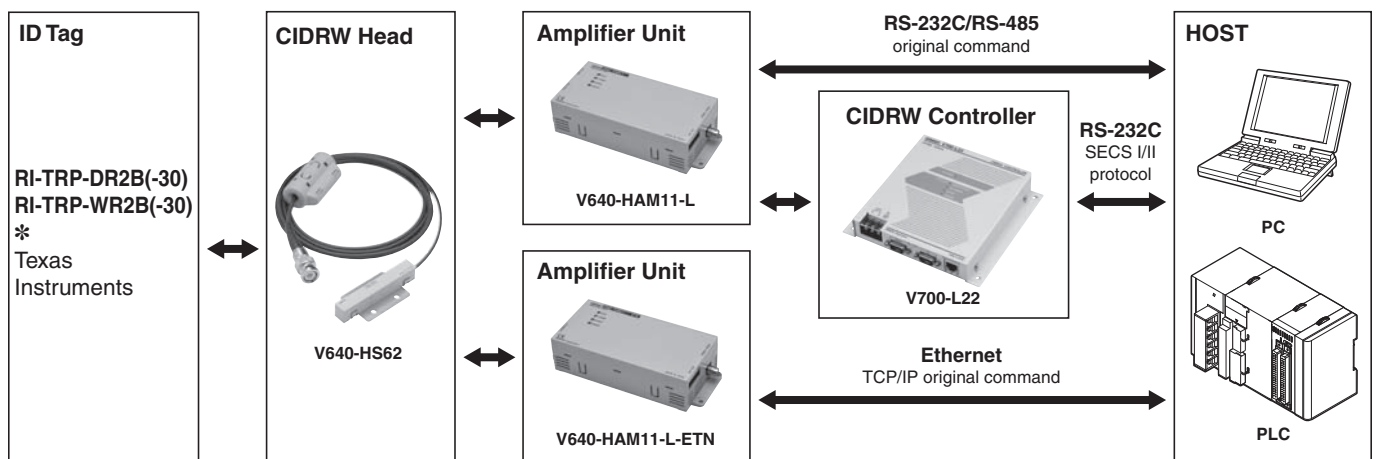 ID Tag
RI-TRP-DR2B(-30)
RI-TRP-WR2B(-30)
*
Texas
Instruments
CIDRW Head
V640-HS62
Amplifier Unit
V640-HAM11-L
Amplifier Unit
V640-HAM11-L-ETN
RS-232C/RS-485
original command
CIDRW Controller
V700-L22
RS-232C
SECS I/II
protocol
Ethernet
TCP/IP original command
HOST
PC
PLC